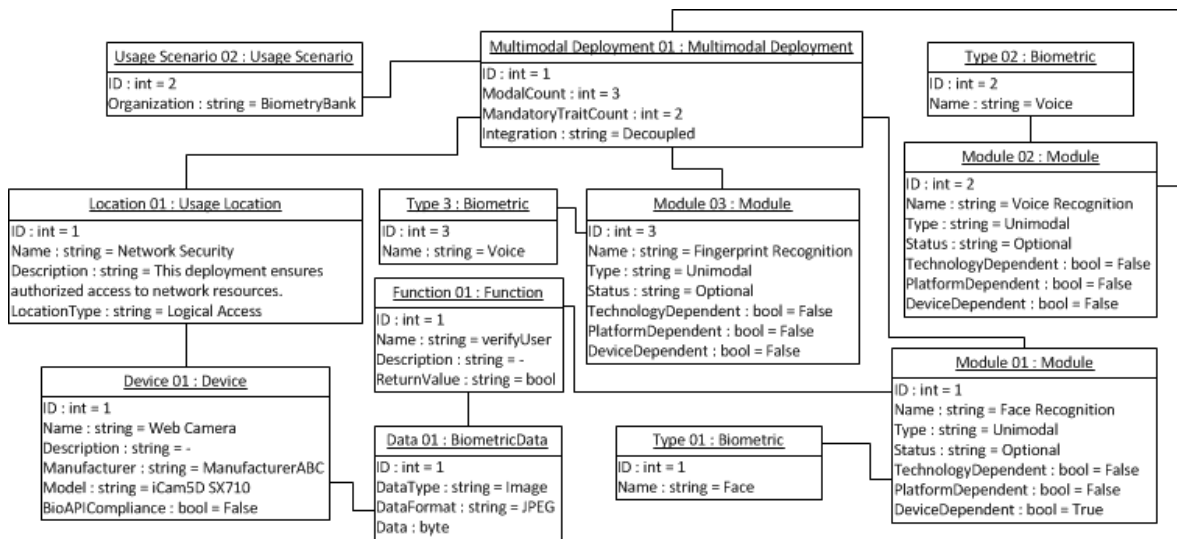 Usage Scenario 02 : Usage Scenario
ID : int = 2
Organization : string = BiometryBank
Multimodal Deployment 01 : Multimodal Deployment
ID : int = 1
ModalCount : int = 3
MandatoryTraitCount : int = 2
Integration : string = Decoupled
Type 02 : Biometric
ID : int = 2
Name : string = Voice
Module 02 : Module
ID : int = 2
Name : string = Voice Recognition
Type : string = Unimodal
Status : string = Optional
TechnologyDependent : bool = False
PlatformDependent : bool = False
DeviceDependent : bool = False
Location 01 : Usage Location
ID : int = 1
Name : string = Network Security
Description : string = This deployment ensures
authorized access to network resources.
LocationType : string = Logical Access
Type 3 : Biometric
ID : int = 3
Name : string = Voice
Module 03 : Module
ID : int = 3
Name : string = Fingerprint Recognition
Type : string = Unimodal
Status : string = Optional
TechnologyDependent : bool = False
PlatformDependent : bool = False
DeviceDependent : bool = False
Function 01 : Function
ID : int = 1
Name : string = verifyUser
Description : string = -
ReturnValue : string = bool
Module 01 : Module
ID : int = 1
Name : string = Face Recognition
Type : string = Unimodal
Status : string = Optional
TechnologyDependent : bool = False
PlatformDependent : bool = False
DeviceDependent : bool = True
Device 01 : Device
ID : int = 1
Name : string = Web Camera
Description : string = -
Manufacturer : string = ManufacturerABC
Model : string = iCam5D SX710
BioAPICompliance : bool = False
Data 01 : BiometricData
ID : int = 1
DataType : string = Image
DataFormat : string = JPEG
Data : byte
Type 01 : Biometric
ID : int = 1
Name : string = Face